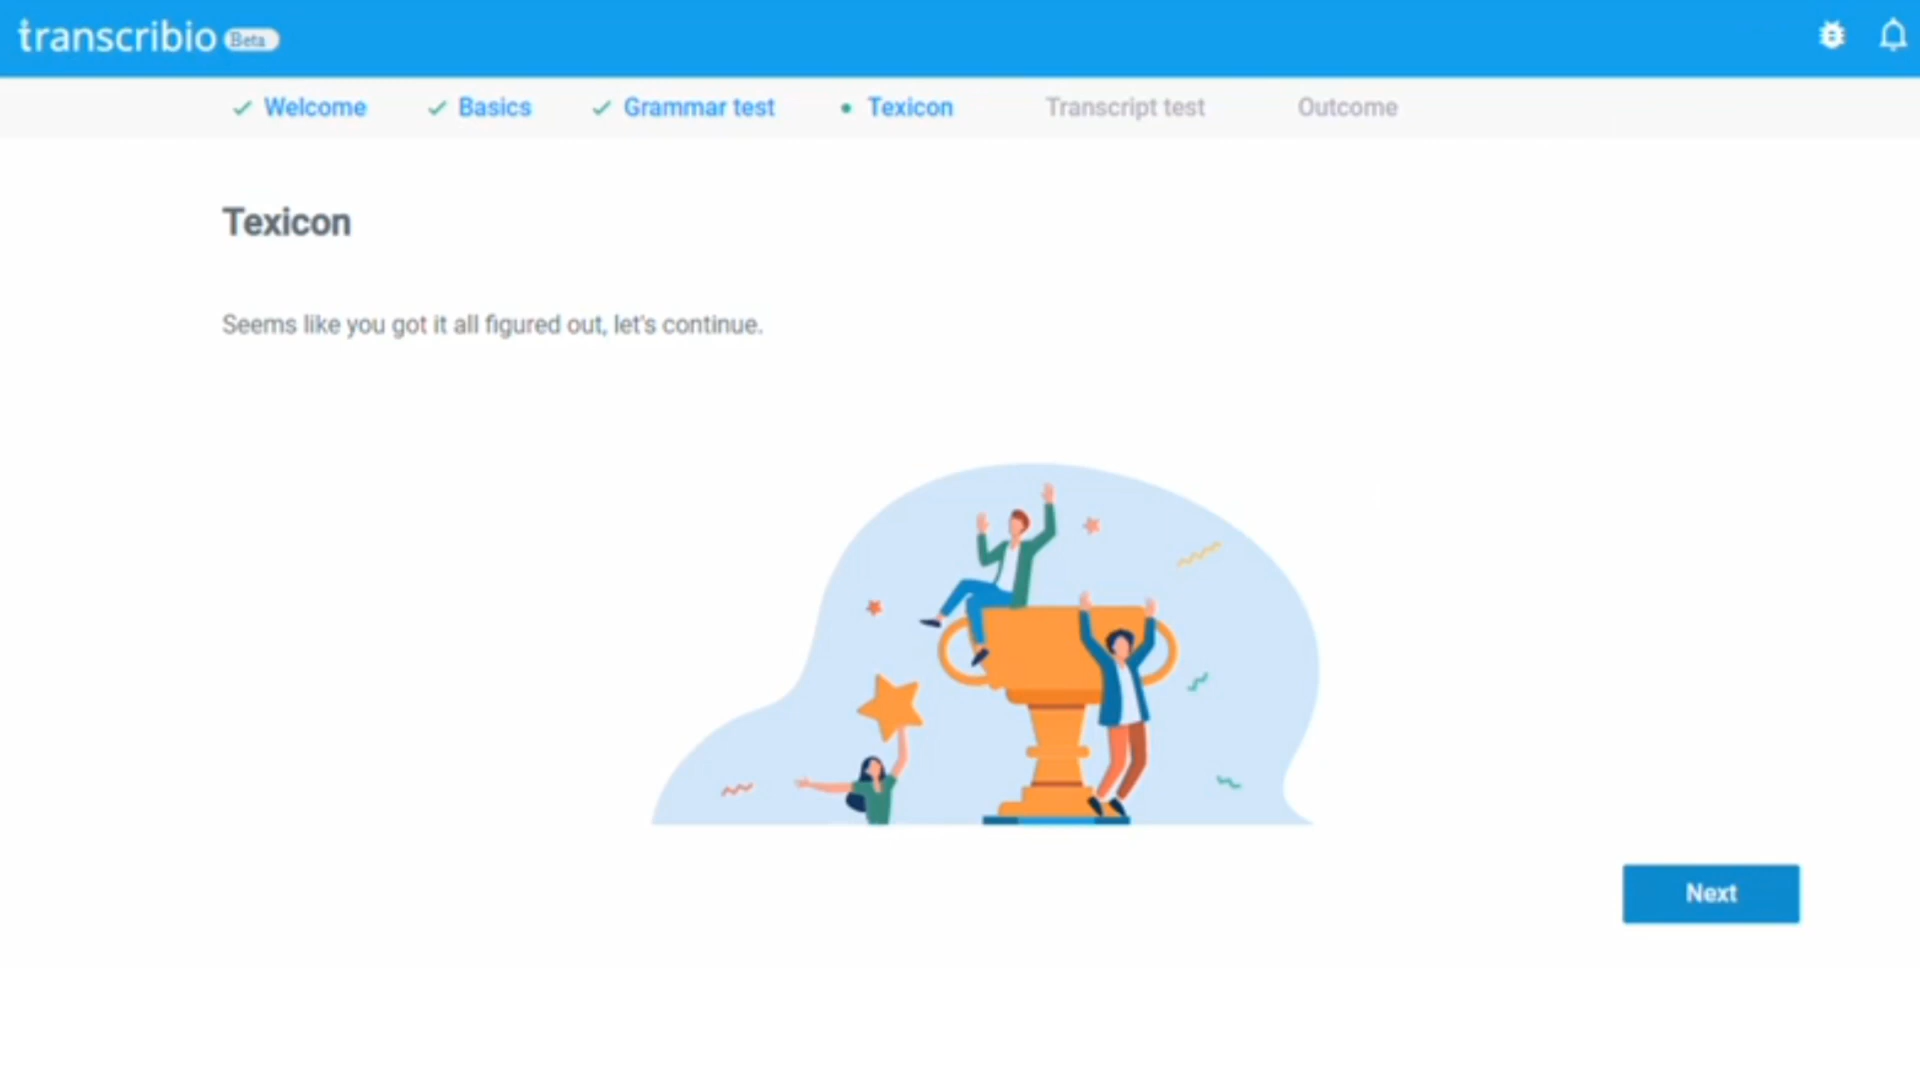 transcribio Beta
Welcome Basics Grammar test Texicon Transcript test Outcome
Texicon
Seems like you got it all figured out, let's continue.
Next